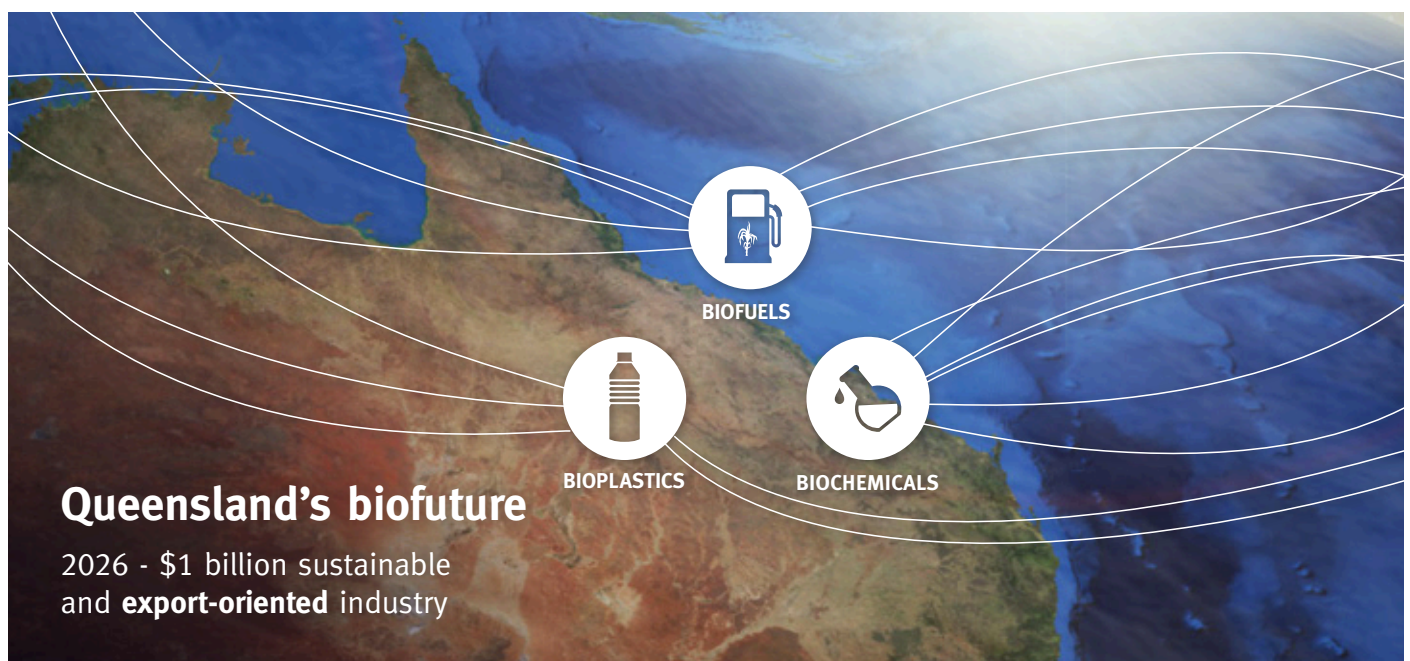 BIOFUELS
BIOPLASTICS
BIOCHEMICALS
Queensland’s biofuture
2026 - $1 billion sustainable
and export-oriented industry